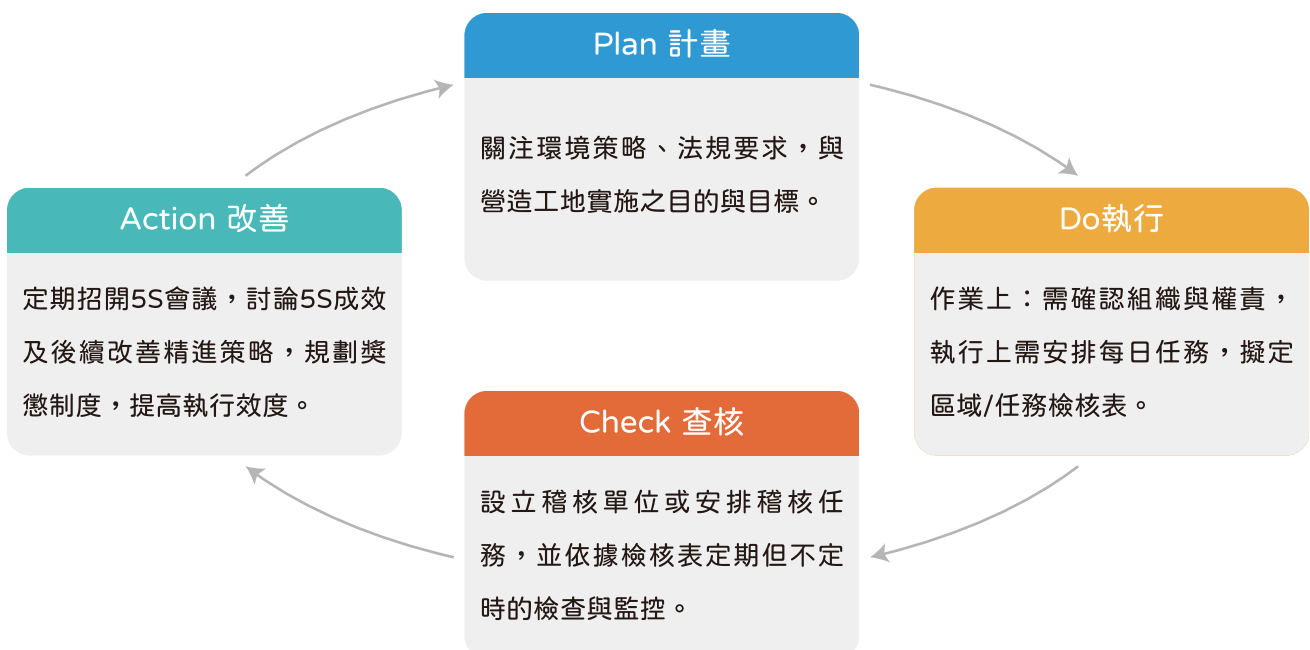 Plan 計畫
關注環境策略、法規要求，與
營造工地實施之目的與目標。
Do執行
作業上：需確認組織與權責，
執行上需安排每日任務，擬定
區域/任務檢核表。
Check 查核
設立稽核單位或安排稽核任
務，並依據檢核表定期但不定
時的檢查與監控。
Action 改善
定期招開5S會議，討論5S成效
及後續改善精進策略，規劃獎
懲制度，提高執行效度。